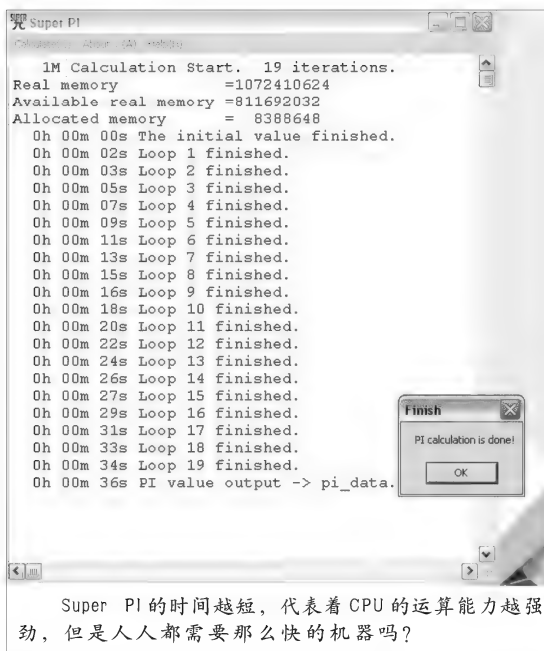 Super PI
1M Calculation Start. 19 iterations.
Real memory =1072410624
Available real memory =811692032
Allocated memory = 8388648
0h 00m 00s The initial value finished.
0h 00m 02s Loop 1 finished.
0h 00m 03s Loop 2 finished.
0h 00m 05s Loop 3 finished.
0h 00m 07s Loop 4 finished.
0h 00m 09s Loop 5 finished.
0h 00m 11s Loop 6 finished.
0h 00m 13s Loop 7 finished.
0h 00m 15s Loop 8 finished.
0h 00m 16s Loop 9 finished.
0h 00m 18s Loop 10 finished.
0h 00m 20s Loop 11 finished.
0h 00m 22s Loop 12 finished.
0h 00m 24s Loop 13 finished.
0h 00m 26s Loop 14 finished.
0h 00m 27s Loop 15 finished.
0h 00m 29s Loop 16 finished.
0h 00m 31s Loop 17 finished.
0h 00m 33s Loop 18 finished.
0h 00m 34s Loop 19 finished.
0h 00m 36s PI value output -> pi_data.
Finish
PI calculation is done!
OK
Super PI的时间越短，代表着CPU的运算能力越强
劲，但是人人都需要那么快的机器吗？